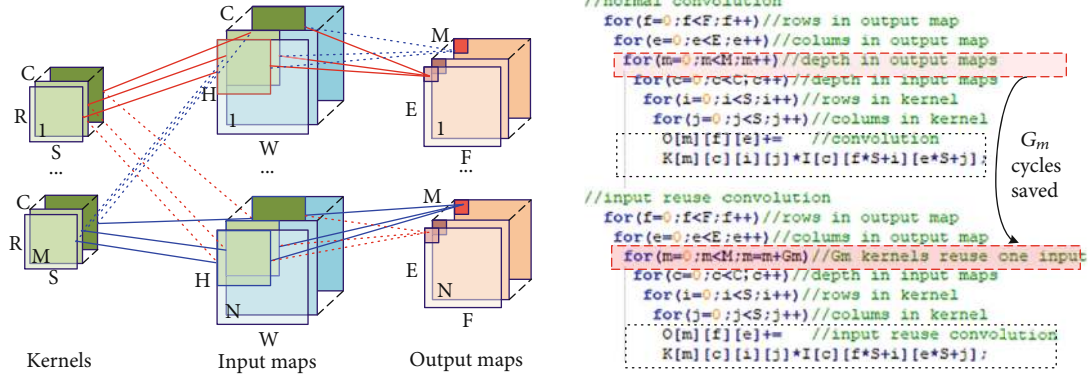 C
R
1
S
...
C
R
M
S
Kernels
C
H
1
W
...
H
N
W
Input maps
M
E
1
F
...
M
E
N
F
Output maps
//normal convolution
for(f=0;f<F;f++)//rows in output map
for(e=0;e<E;e++)//colums in output map
for(m=0;m<M;m++)//depth in output maps
for(c=0;c<C;c++)//depth in input maps
for(i=0;i<S;i++)//rows in kernel
for(j=0;j<S;j++)//colums in kernel
O[m][f][e]+= //convolution
K[m][c][i][j]*I[c][f*S+i][e*S+j];
Gm
cycles
saved
//input reuse convolution
for(f=0;f<F;f++)//rows in output map
for(e=0;e<E;e++)//colums in output map
for(m=0;m<M;m=m+Gm)//Gm kernels reuse one input
for(c=0;c<C;c++)//depth in input maps
for(i=0;i<S;i++)//rows in kernel
for(j=0;j<S;j++)//colums in kernel
O[m][f][e]+= //input reuse convolution
K[m][c][i][j]*I[c][f*S+i][e*S+j];